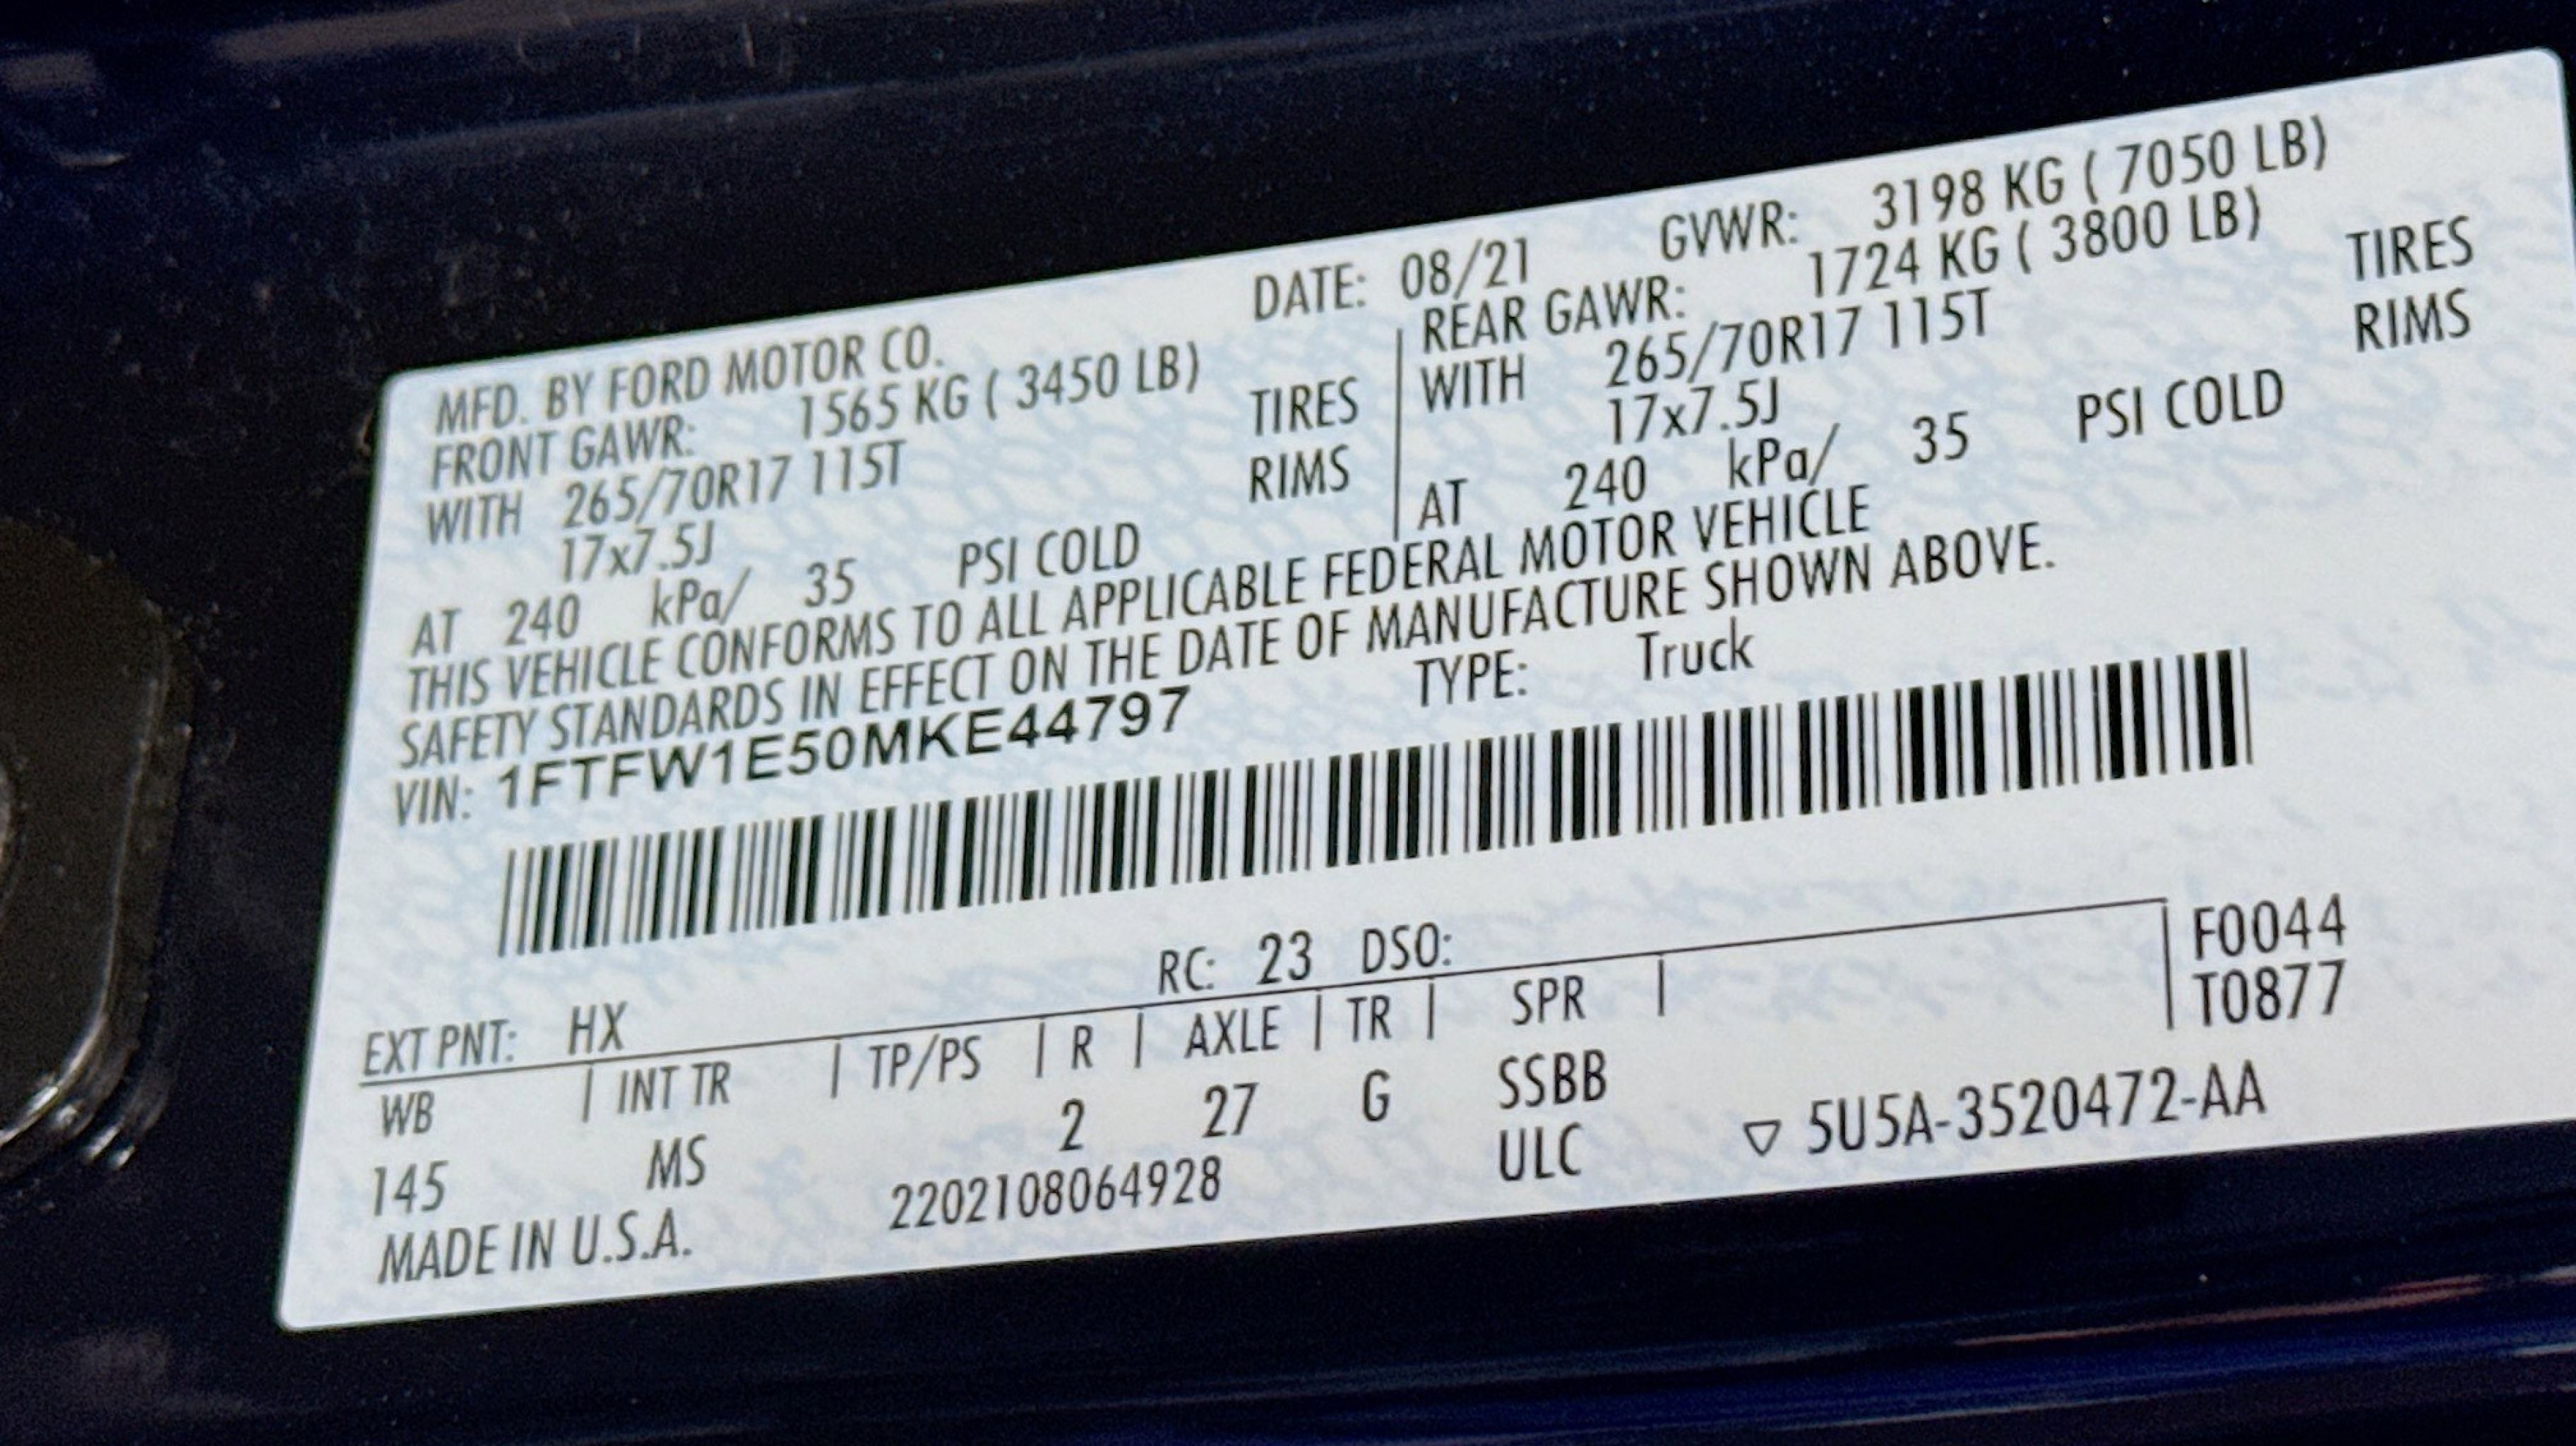 MFD. BY FORD MOTOR CO. DATE: 08/21 GVWR: 3198 KG ( 7050 LB)
FRONT GAWR: 1565 KG ( 3450 LB) REAR GAWR: 1724 KG ( 3800 LB)
WITH 265/70R17 115T TIRES WITH 265/70R17 115T TIRES
17x7.5J RIMS 17x7.5J RIMS
AT 240 kPa/ 35 PSI COLD AT 240 kPa/ 35 PSI COLD
THIS VEHICLE CONFORMS TO ALL APPLICABLE FEDERAL MOTOR VEHICLE
SAFETY STANDARDS IN EFFECT ON THE DATE OF MANUFACTURE SHOWN ABOVE.
VIN: 1FTFW1E50MKE44797 TYPE: Truck
EXT PNT: HX RC: 23 DSO: F0044
WB | INT TR | TP/PS | R | AXLE | TR | SPR | T0877
145 MS 2 27 G SSBB
ULC ▽ 5U5A-3520472-AA
MADE IN U.S.A. 2202108064928